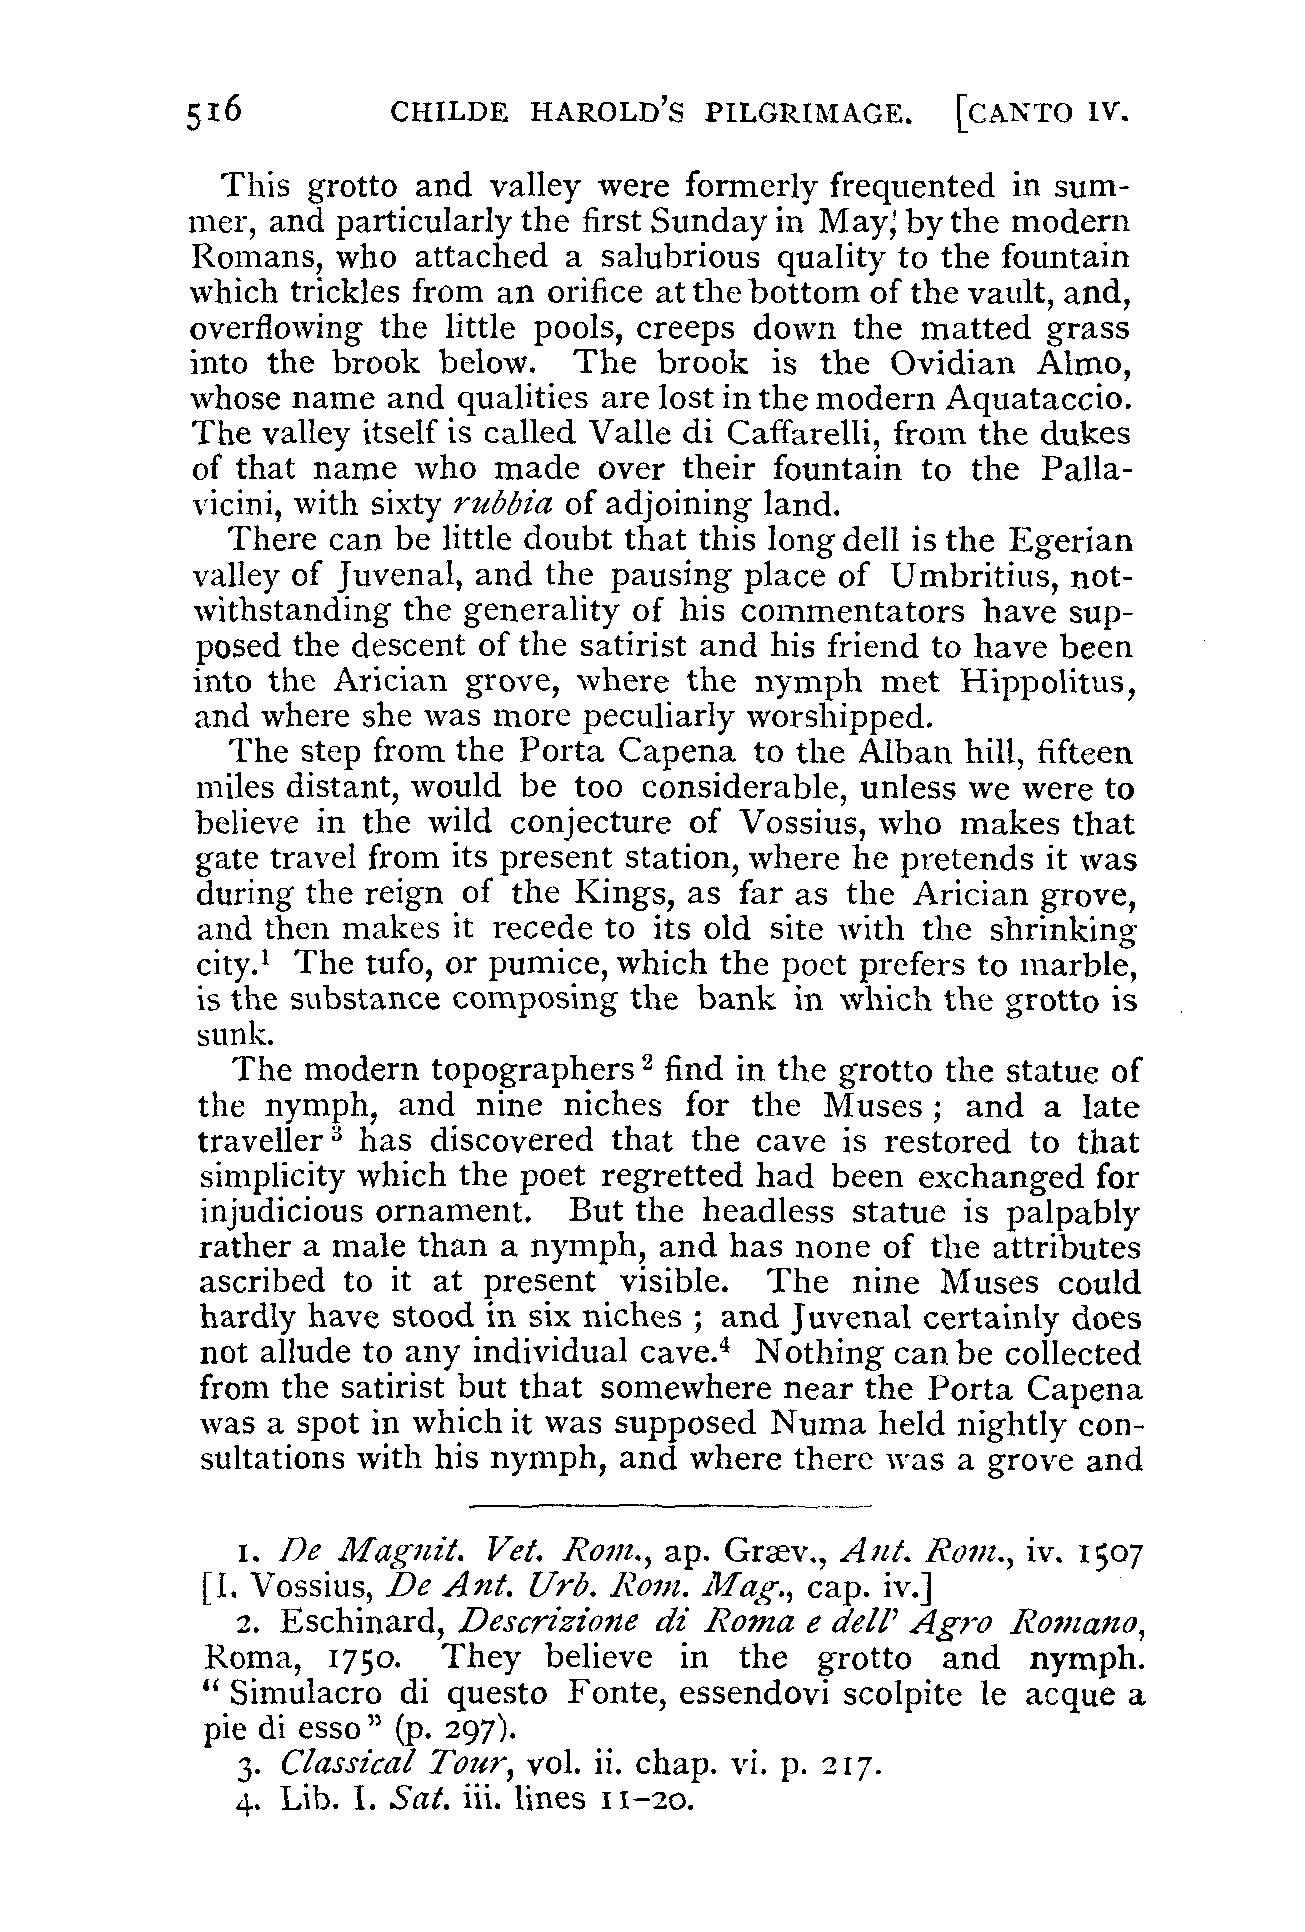 516 CHILDE HAROLD'S PILGRIMAGE. [CANTO IV.
This grotto and valley were formerly frequented in sum-
mer, and particularly the first Sunday in May, by the modern
Romans, who attached a salubrious quality to the fountain
which trickles from an orifice at the bottom of the vault, and,
overflowing the little pools, creeps down the matted grass
into the brook below. The brook is the Ovidian Almo,
whose name and qualities are lost in the modern Aquataccio.
The valley itself is called Valle di Caffarelli, from the dukes
of that name who made over their fountain to the Palla-
vicini, with sixty rubbia of adjoining land.
There can be little doubt that this long dell is the Egerian
valley of Juvenal, and the pausing place of Umbritius, not-
withstanding the generality of his commentators have sup-
posed the descent of the satirist and his friend to have been
into the Arician grove, where the nymph met Hippolitus,
and where she was more peculiarly worshipped.
The step from the Porta Capena to the Alban hill, fifteen
miles distant, would be too considerable, unless we were to
believe in the wild conjecture of Vossius, who makes that
gate travel from its present station, where he pretends it was
during the reign of the Kings, as far as the Arician grove,
and then makes it recede to its old site with the shrinking
city.¹ The tufo, or pumice, which the poet prefers to marble,
is the substance composing the bank in which the grotto is
sunk.
The modern topographers² find in the grotto the statue of
the nymph, and nine niches for the Muses; and a late
traveller³ has discovered that the cave is restored to that
simplicity which the poet regretted had been exchanged for
injudicious ornament. But the headless statue is palpably
rather a male than a nymph, and has none of the attributes
ascribed to it at present visible. The nine Muses could
hardly have stood in six niches; and Juvenal certainly does
not allude to any individual cave.⁴ Nothing can be collected
from the satirist but that somewhere near the Porta Capena
was a spot in which it was supposed Numa held nightly con-
sultations with his nymph, and where there was a grove and
1. De Magnit. Vet. Rom., ap. Græv., Ant. Rom., iv. 1507
[I. Vossius, De Ant. Urb. Rom. Mag., cap. iv.]
2. Eschinard, Descrizione di Roma e dell' Agro Romano,
Roma, 1750. They believe in the grotto and nymph.
"Simulacro di questo Fonte, essendovi scolpite le acque a
pie di esso" (p. 297).
3. Classical Tour, vol. ii. chap. vi. p. 217.
4. Lib. I. Sat. iii. lines 11-20.